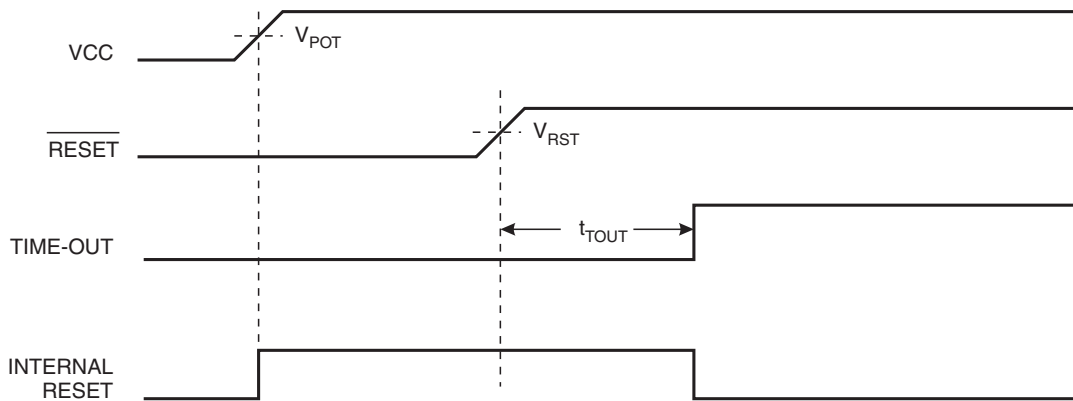 VCC
V_POT
RESET
V_RST
TIME-OUT
t_TOUT
INTERNAL
RESET